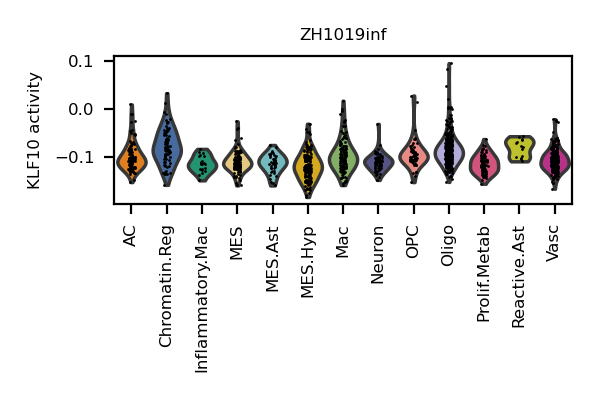 ZH1019inf
KLF10 activity
0.1
0.0
−0.1
AC
Chromatin.Reg
Inflammatory.Mac
MES
MES.Ast
MES.Hyp
Mac
Neuron
OPC
Oligo
Prolif.Metab
Reactive.Ast
Vasc